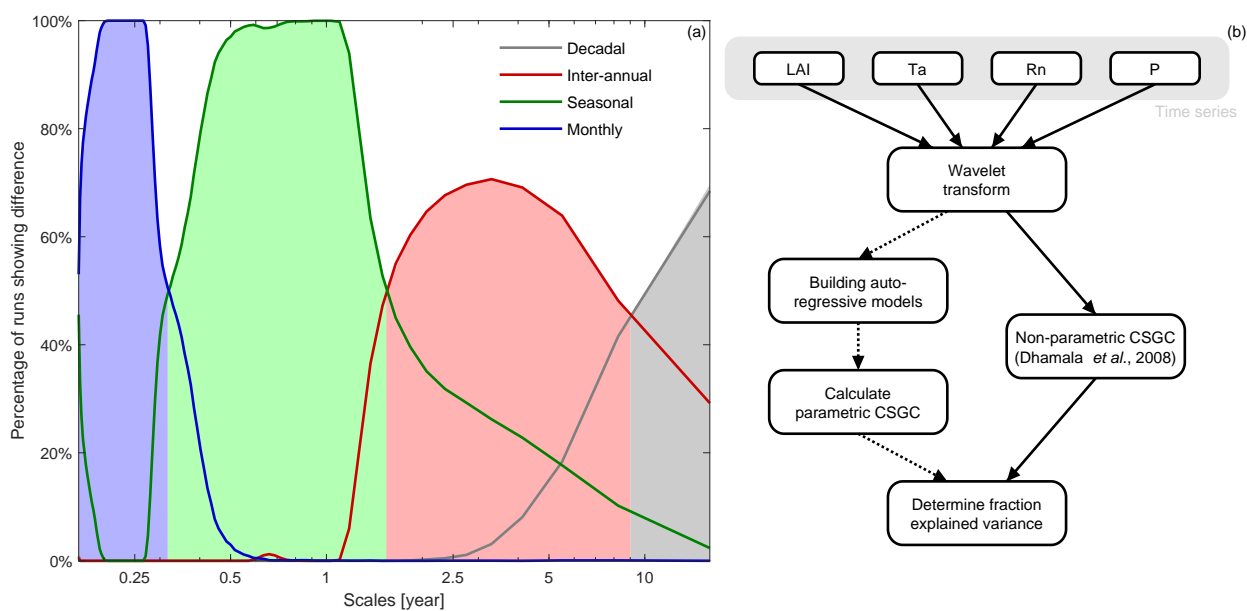 (a)
Percentage of runs showing difference
100%
80%
60%
40%
20%
0%
Decadal
Inter-annual
Seasonal
Monthly
0.25 0.5 1 2.5 5 10
Scales [year]
(b)
LAI Ta Rn P
Time series
Wavelet
transform
Building auto-
regressive models
Non-parametric CSGC
(Dhamala et al., 2008)
Calculate
parametric CSGC
Determine fraction
explained variance